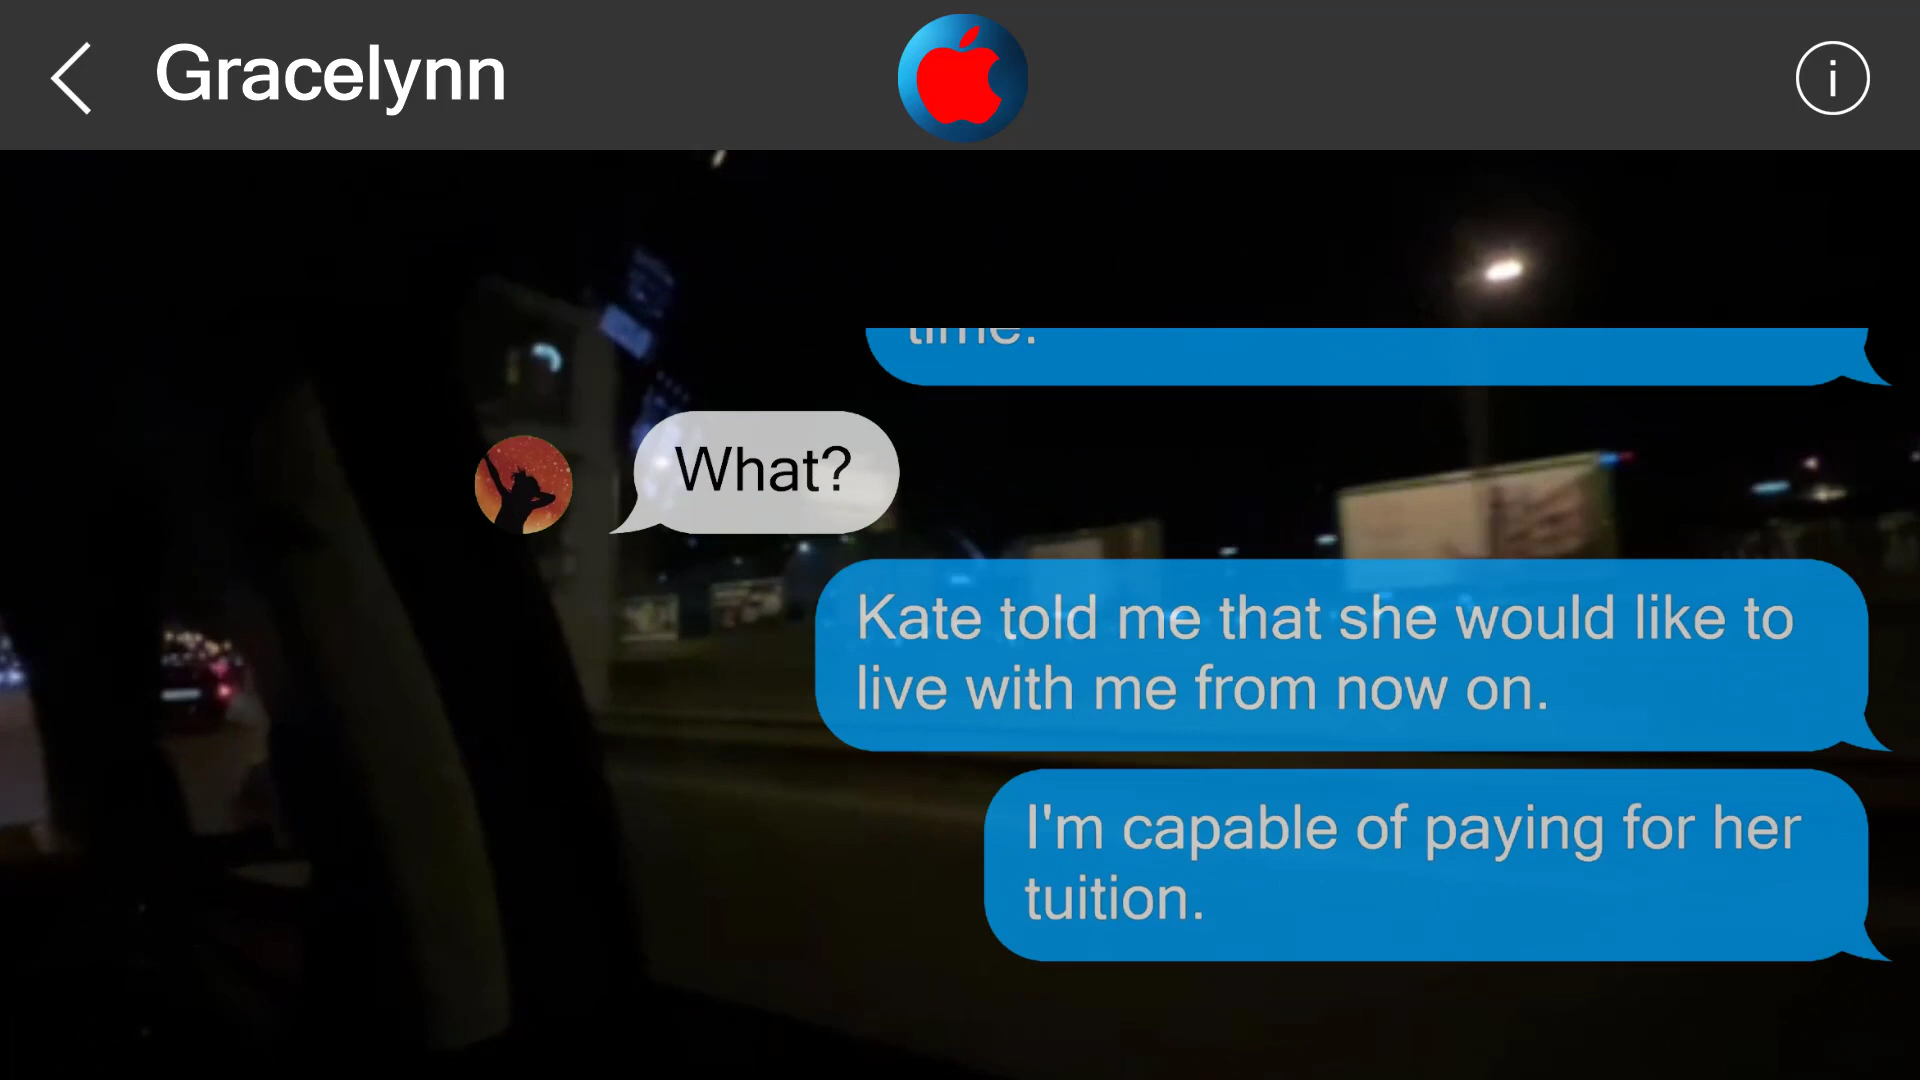 Gracelynn
time.
What?
Kate told me that she would like to
live with me from now on.
I'm capable of paying for her
tuition.